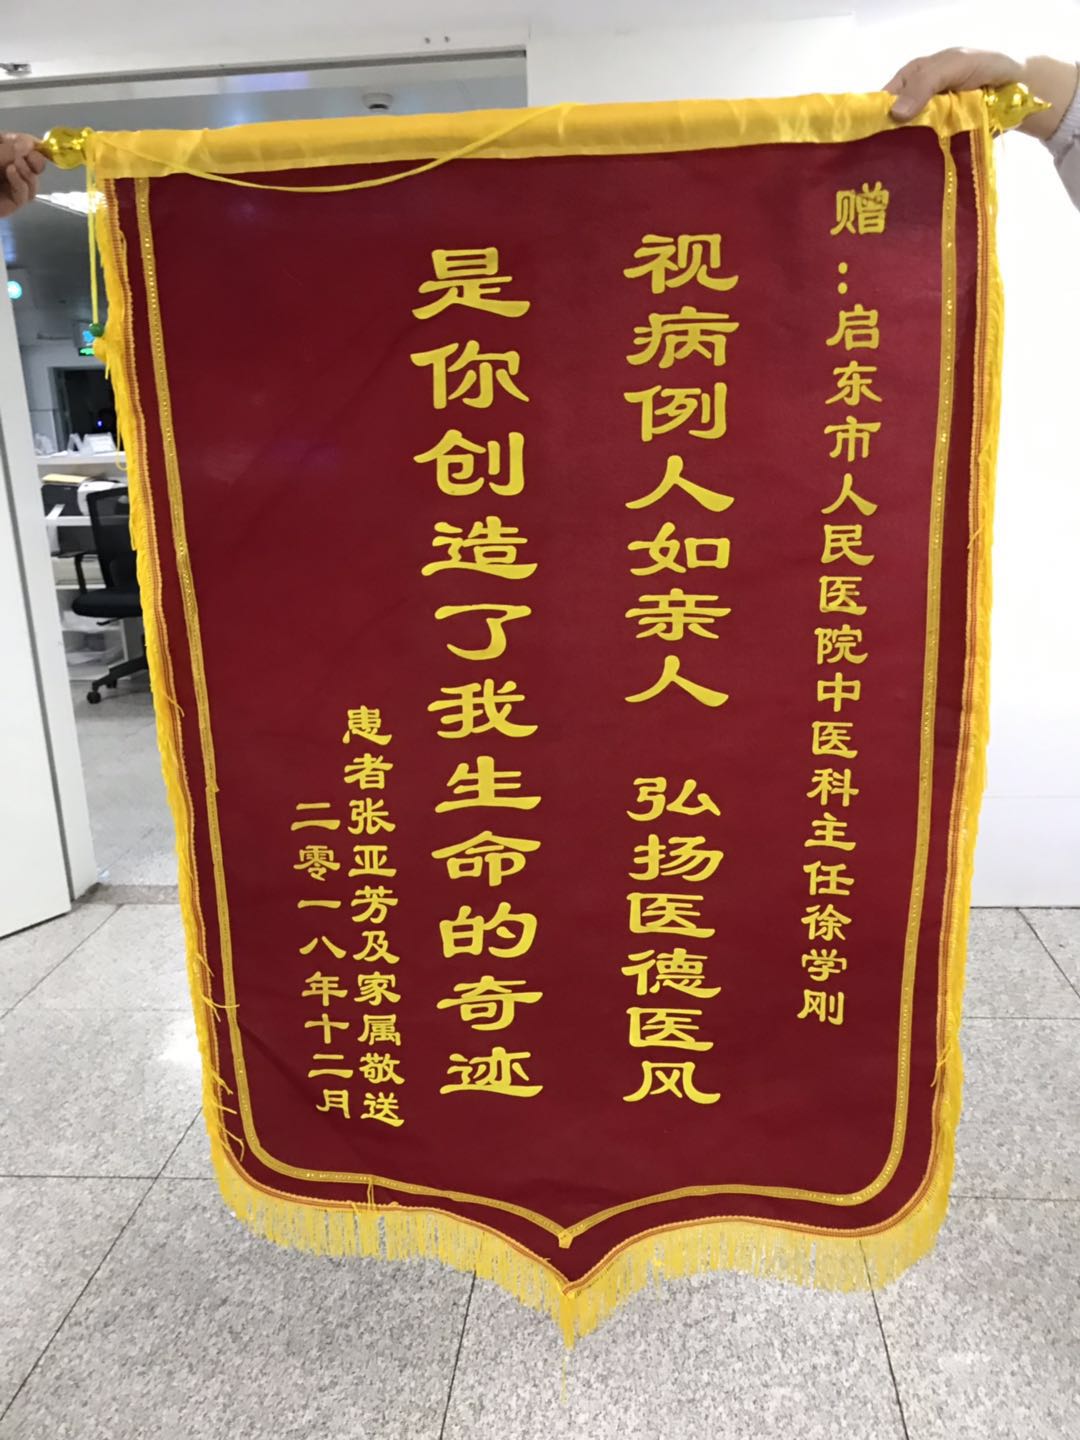 赠：启东市人民医院中医科主任徐学刚
视病例人如亲人 弘扬医德医风
是你创造了我生命的奇迹
患者张亚芳及家属敬送
二零一八年十二月